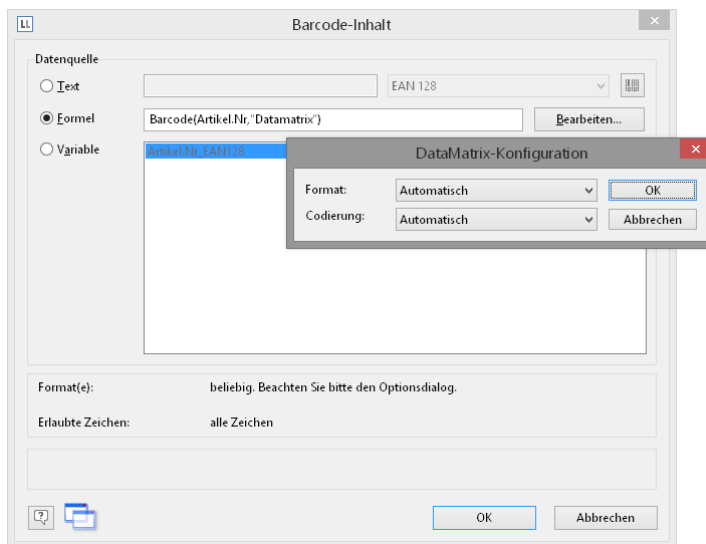 LL Barcode-Inhalt
Datenquelle
Text EAN 128
Formel Barcode(Artikel.Nr,"Datamatrix") Bearbeiten...
Variable Artikel.Nr_EAN128
DataMatrix-Konfiguration
Format: Automatisch OK
Codierung: Automatisch Abbrechen
Format(e): beliebig. Beachten Sie bitte den Optionsdialog.
Erlaubte Zeichen: alle Zeichen
OK Abbrechen